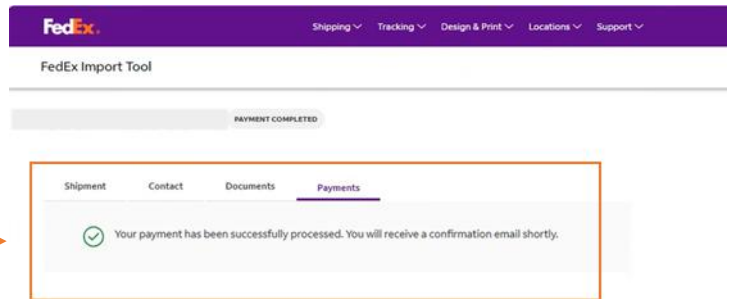 FedEx. Shipping Tracking Design & Print Locations Support
FedEx Import Tool
PAYMENT COMPLETED
Shipment Contact Documents Payments
Your payment has been successfully processed. You will receive a confirmation email shortly.